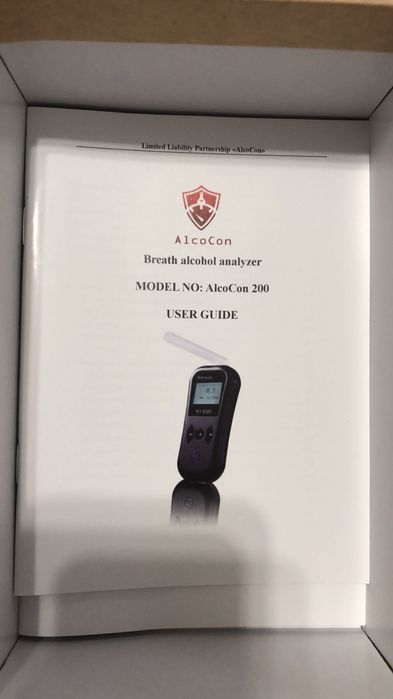 Limited Liability Partnership «AlcoCon»
AlcoCon
Breath alcohol analyzer
MODEL NO: AlcoCon 200
USER GUIDE